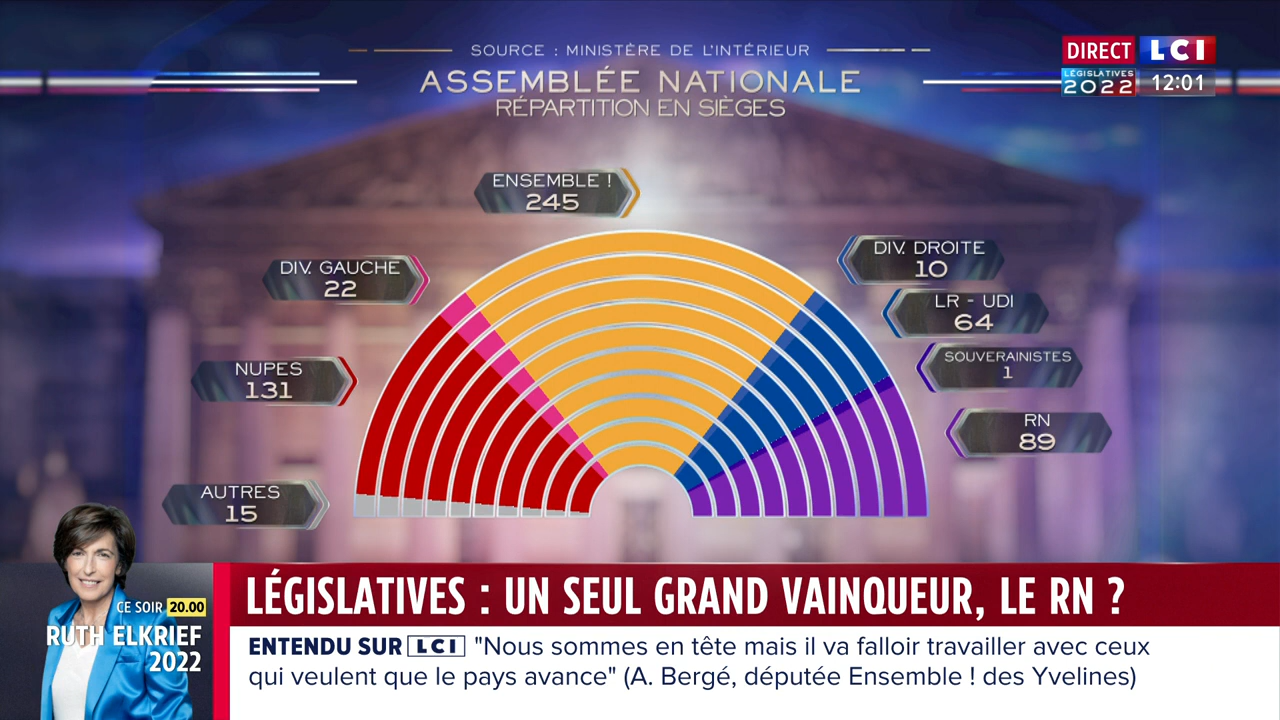 SOURCE : MINISTÈRE DE L'INTÉRIEUR
ASSEMBLÉE NATIONALE
RÉPARTITION EN SIÈGES
DIRECT LCI
LÉGISLATIVES
2022 12:01
ENSEMBLE !
245
DIV. GAUCHE
22
NUPES
131
AUTRES
15
DIV. DROITE
10
LR - UDI
64
SOUVERAINISTES
1
RN
89
CE SOIR 20.00
RUTH ELKRIEF
2022
LÉGISLATIVES : UN SEUL GRAND VAINQUEUR, LE RN ?
ENTENDU SUR LCI "Nous sommes en tête mais il va falloir travailler avec ceux
qui veulent que le pays avance" (A. Bergé, députée Ensemble ! des Yvelines)